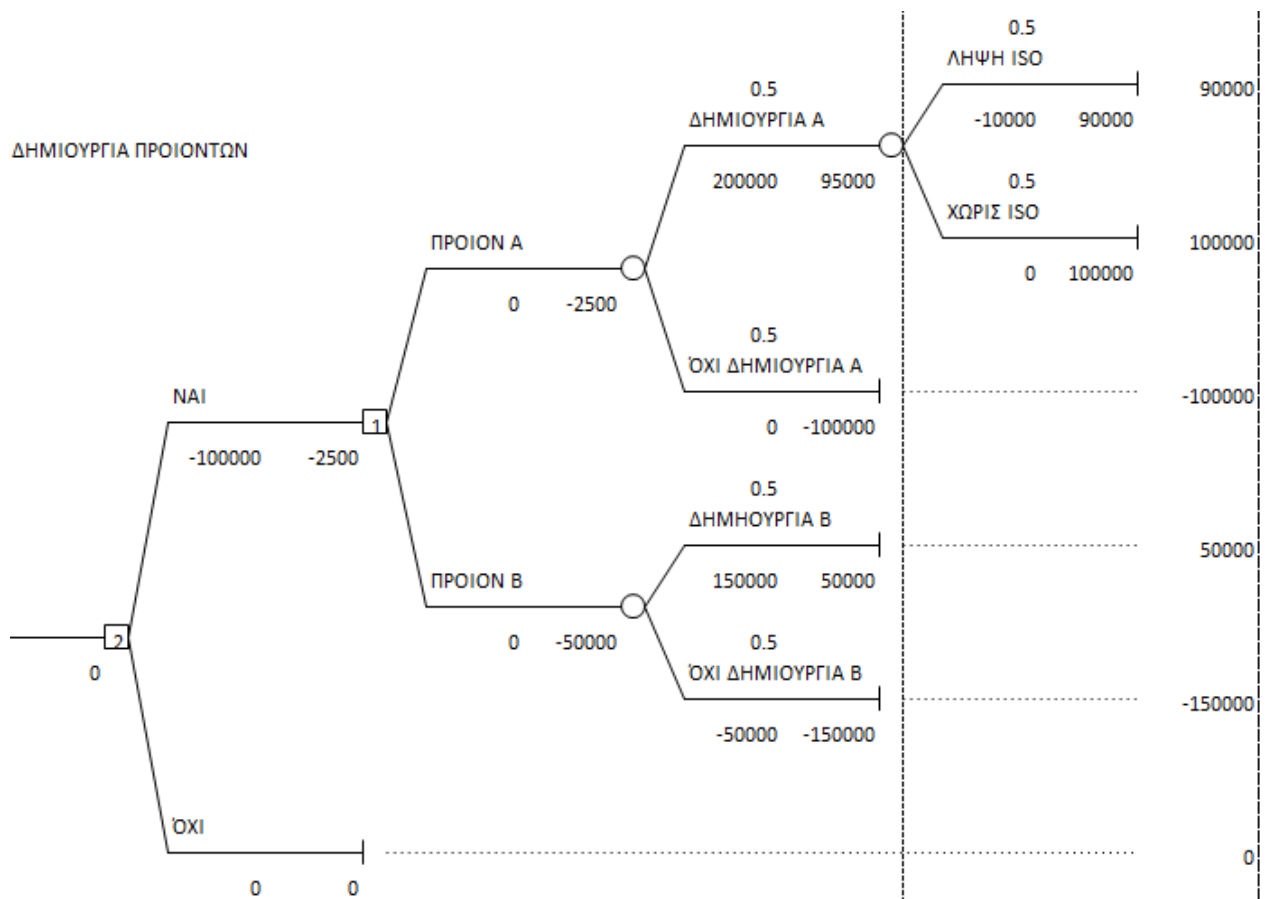 0.5
ΛΗΨΗ ISO
0.5
90000
ΔΗΜΙΟΥΡΓΙΑ Α
-10000 90000
ΔΗΜΙΟΥΡΓΙΑ ΠΡΟΙΟΝΤΩΝ
200000 95000
0.5
ΧΩΡΙΣ ISO
ΠΡΟΙΟΝ Α
100000
0 100000
0 -2500
0.5
ΌΧΙ ΔΗΜΙΟΥΡΓΙΑ Α
ΝΑΙ
-100000
1
0 -100000
-100000 -2500
0.5
ΔΗΜΗΟΥΡΓΙΑ Β
50000
ΠΡΟΙΟΝ Β
150000 50000
2
0 -50000
0.5
0
ΌΧΙ ΔΗΜΙΟΥΡΓΙΑ Β
-150000
-50000 -150000
ΌΧΙ
0
0 0